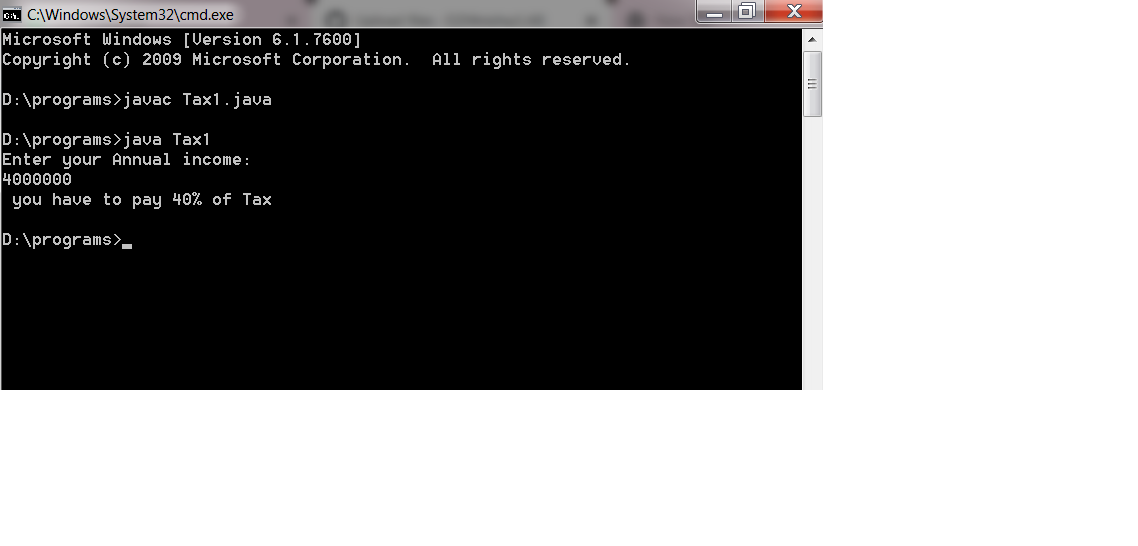 C:\Windows\System32\cmd.exe
Microsoft Windows [Version 6.1.7600]
Copyright (c) 2009 Microsoft Corporation.  All rights reserved.
D:\programs>javac Tax1.java
D:\programs>java Tax1
Enter your Annual income:
4000000
 you have to pay 40% of Tax
D:\programs>_